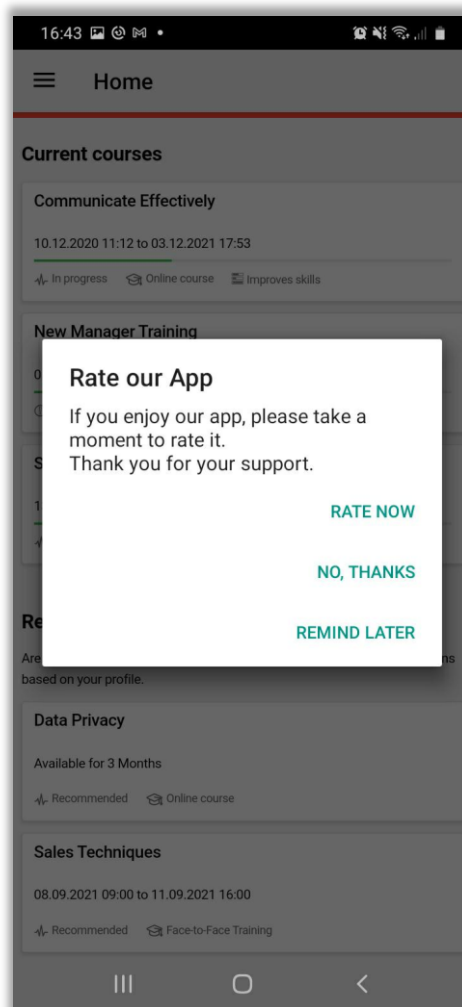 16:43
Home
Current courses
Communicate Effectively
10.12.2020 11:12 to 03.12.2021 17:53
In progress Online course Improves skills
New Manager Training
Rate our App
If you enjoy our app, please take a
moment to rate it.
Thank you for your support.
RATE NOW
NO, THANKS
REMIND LATER
Are
based on your profile.
Data Privacy
Available for 3 Months
Recommended Online course
Sales Techniques
08.09.2021 09:00 to 11.09.2021 16:00
Recommended Face-to-Face Training